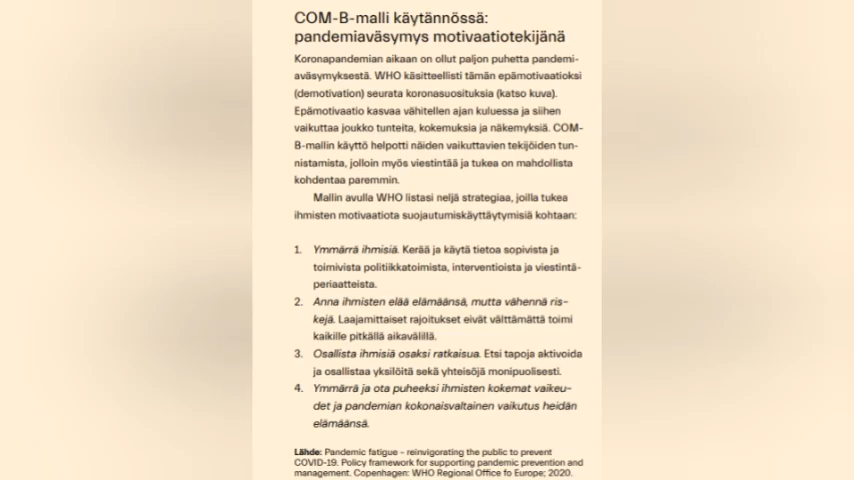 COM-B-malli käytännössä:
pandemiaväsymys motivaatiotekijänä
Koronapandemian aikaan on ollut paljon puhetta pandemi-
aväsymyksestä. WHO käsitteellisti tämän epämotivaatioksi
(demotivation) seurata koronasuosituksia (katso kuva).
Epämotivaatio kasvaa vähitellen ajan kuluessa ja siihen
vaikuttaa joukko tunteita, kokemuksia ja näkemyksiä. COM-
B-mallin käyttö helpotti näiden vaikuttavien tekijöiden tun-
nistamista, jolloin myös viestintää ja tukea on mahdollista
kohdentaa paremmin.
Mallin avulla WHO listasi neljä strategiaa, joilla tukea
ihmisten motivaatiota suojautumiskäyttäytymisiä kohtaan:
1. Ymmärrä ihmisiä. Kerää ja käytä tietoa sopivista ja
toimivista politiikkatoimista, interventioista ja viestintä-
periaatteista.
2. Anna ihmisten elää elämäänsä, mutta vähennä ris-
kejä. Laajamittaiset rajoitukset eivät välttämättä toimi
kaikille pitkällä aikavälillä.
3. Osallista ihmisiä osaksi ratkaisua. Etsi tapoja aktivoida
ja osallistaa yksilöitä sekä yhteisöjä monipuolisesti.
4. Ymmärrä ja ota puheeksi ihmisten kokemat vaikeu-
det ja pandemian kokonaisvaltainen vaikutus heidän
elämäänsä.
Lähde: Pandemic fatigue – reinvigorating the public to prevent
COVID-19. Policy framework for supporting pandemic prevention and
management. Copenhagen: WHO Regional Office fo Europe; 2020.